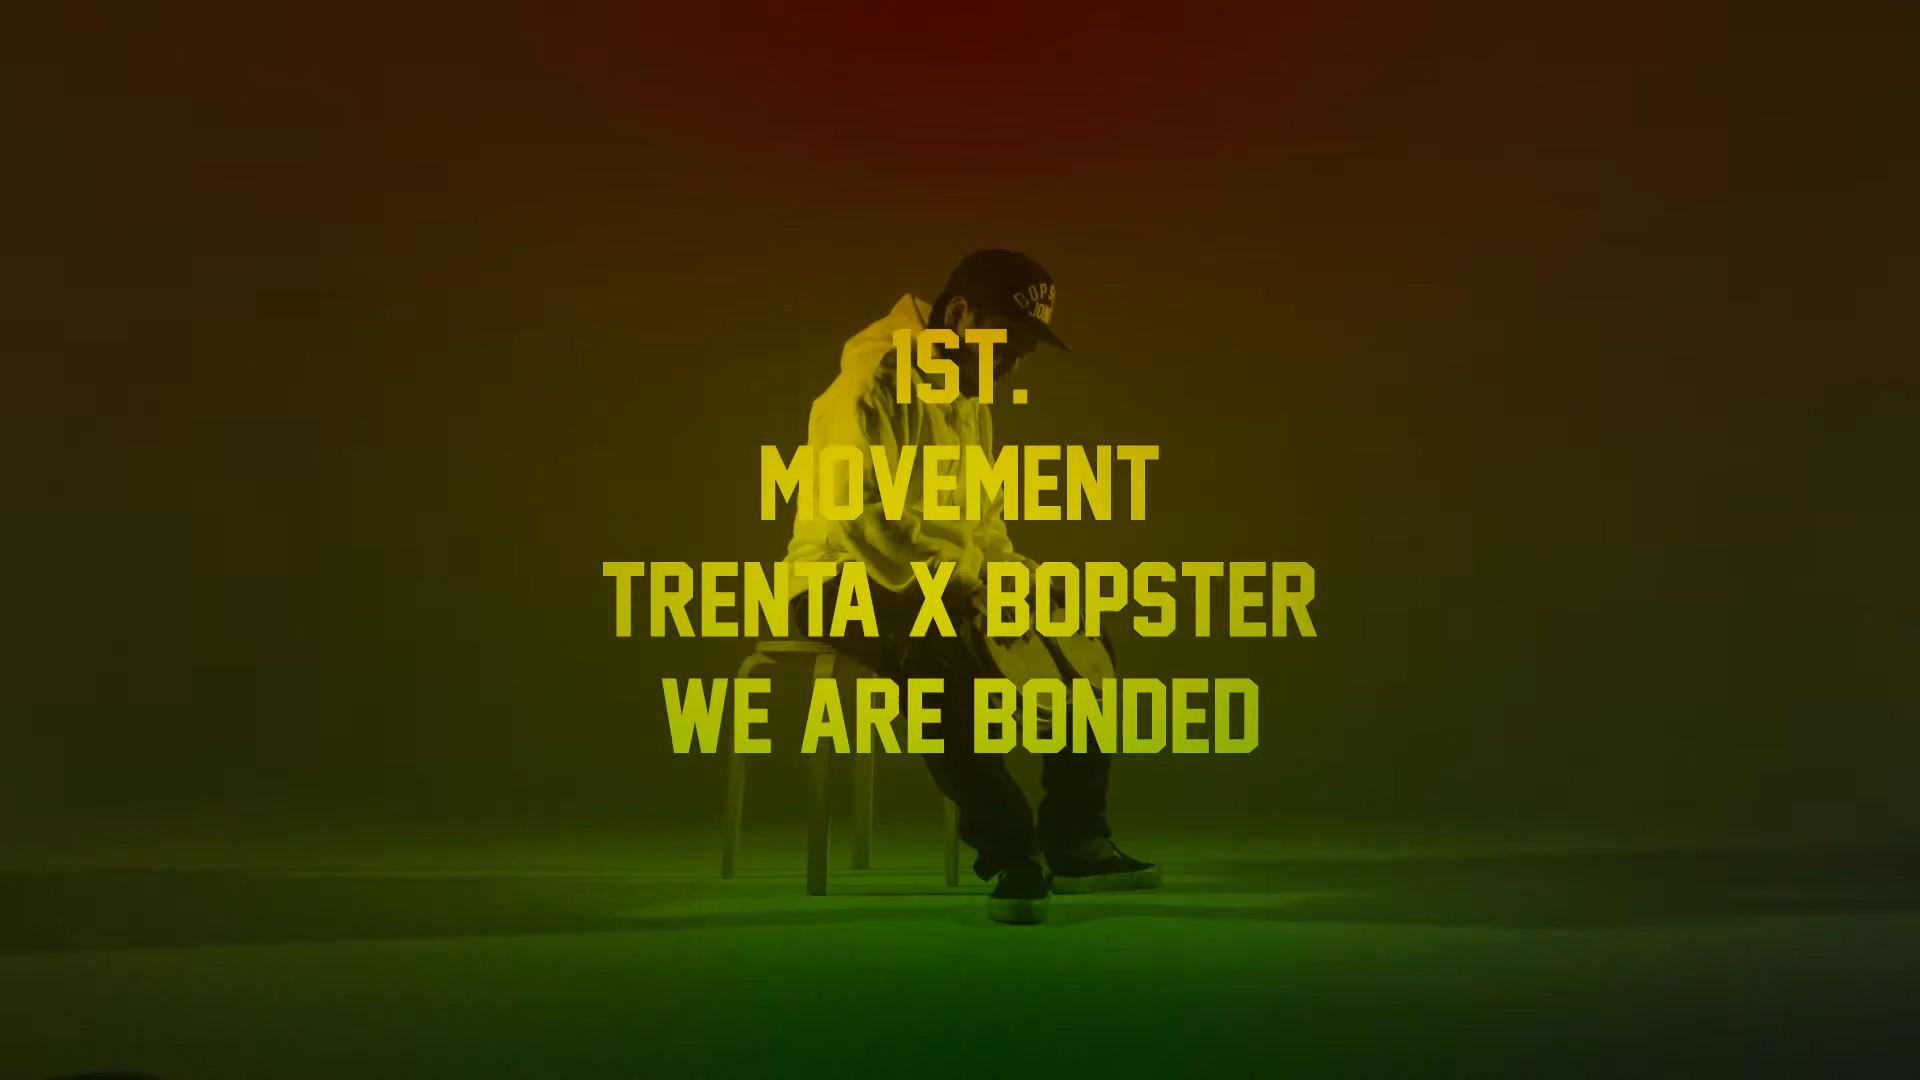 1ST.
MOVEMENT
TRENTA X BOPSTER
WE ARE BONDED